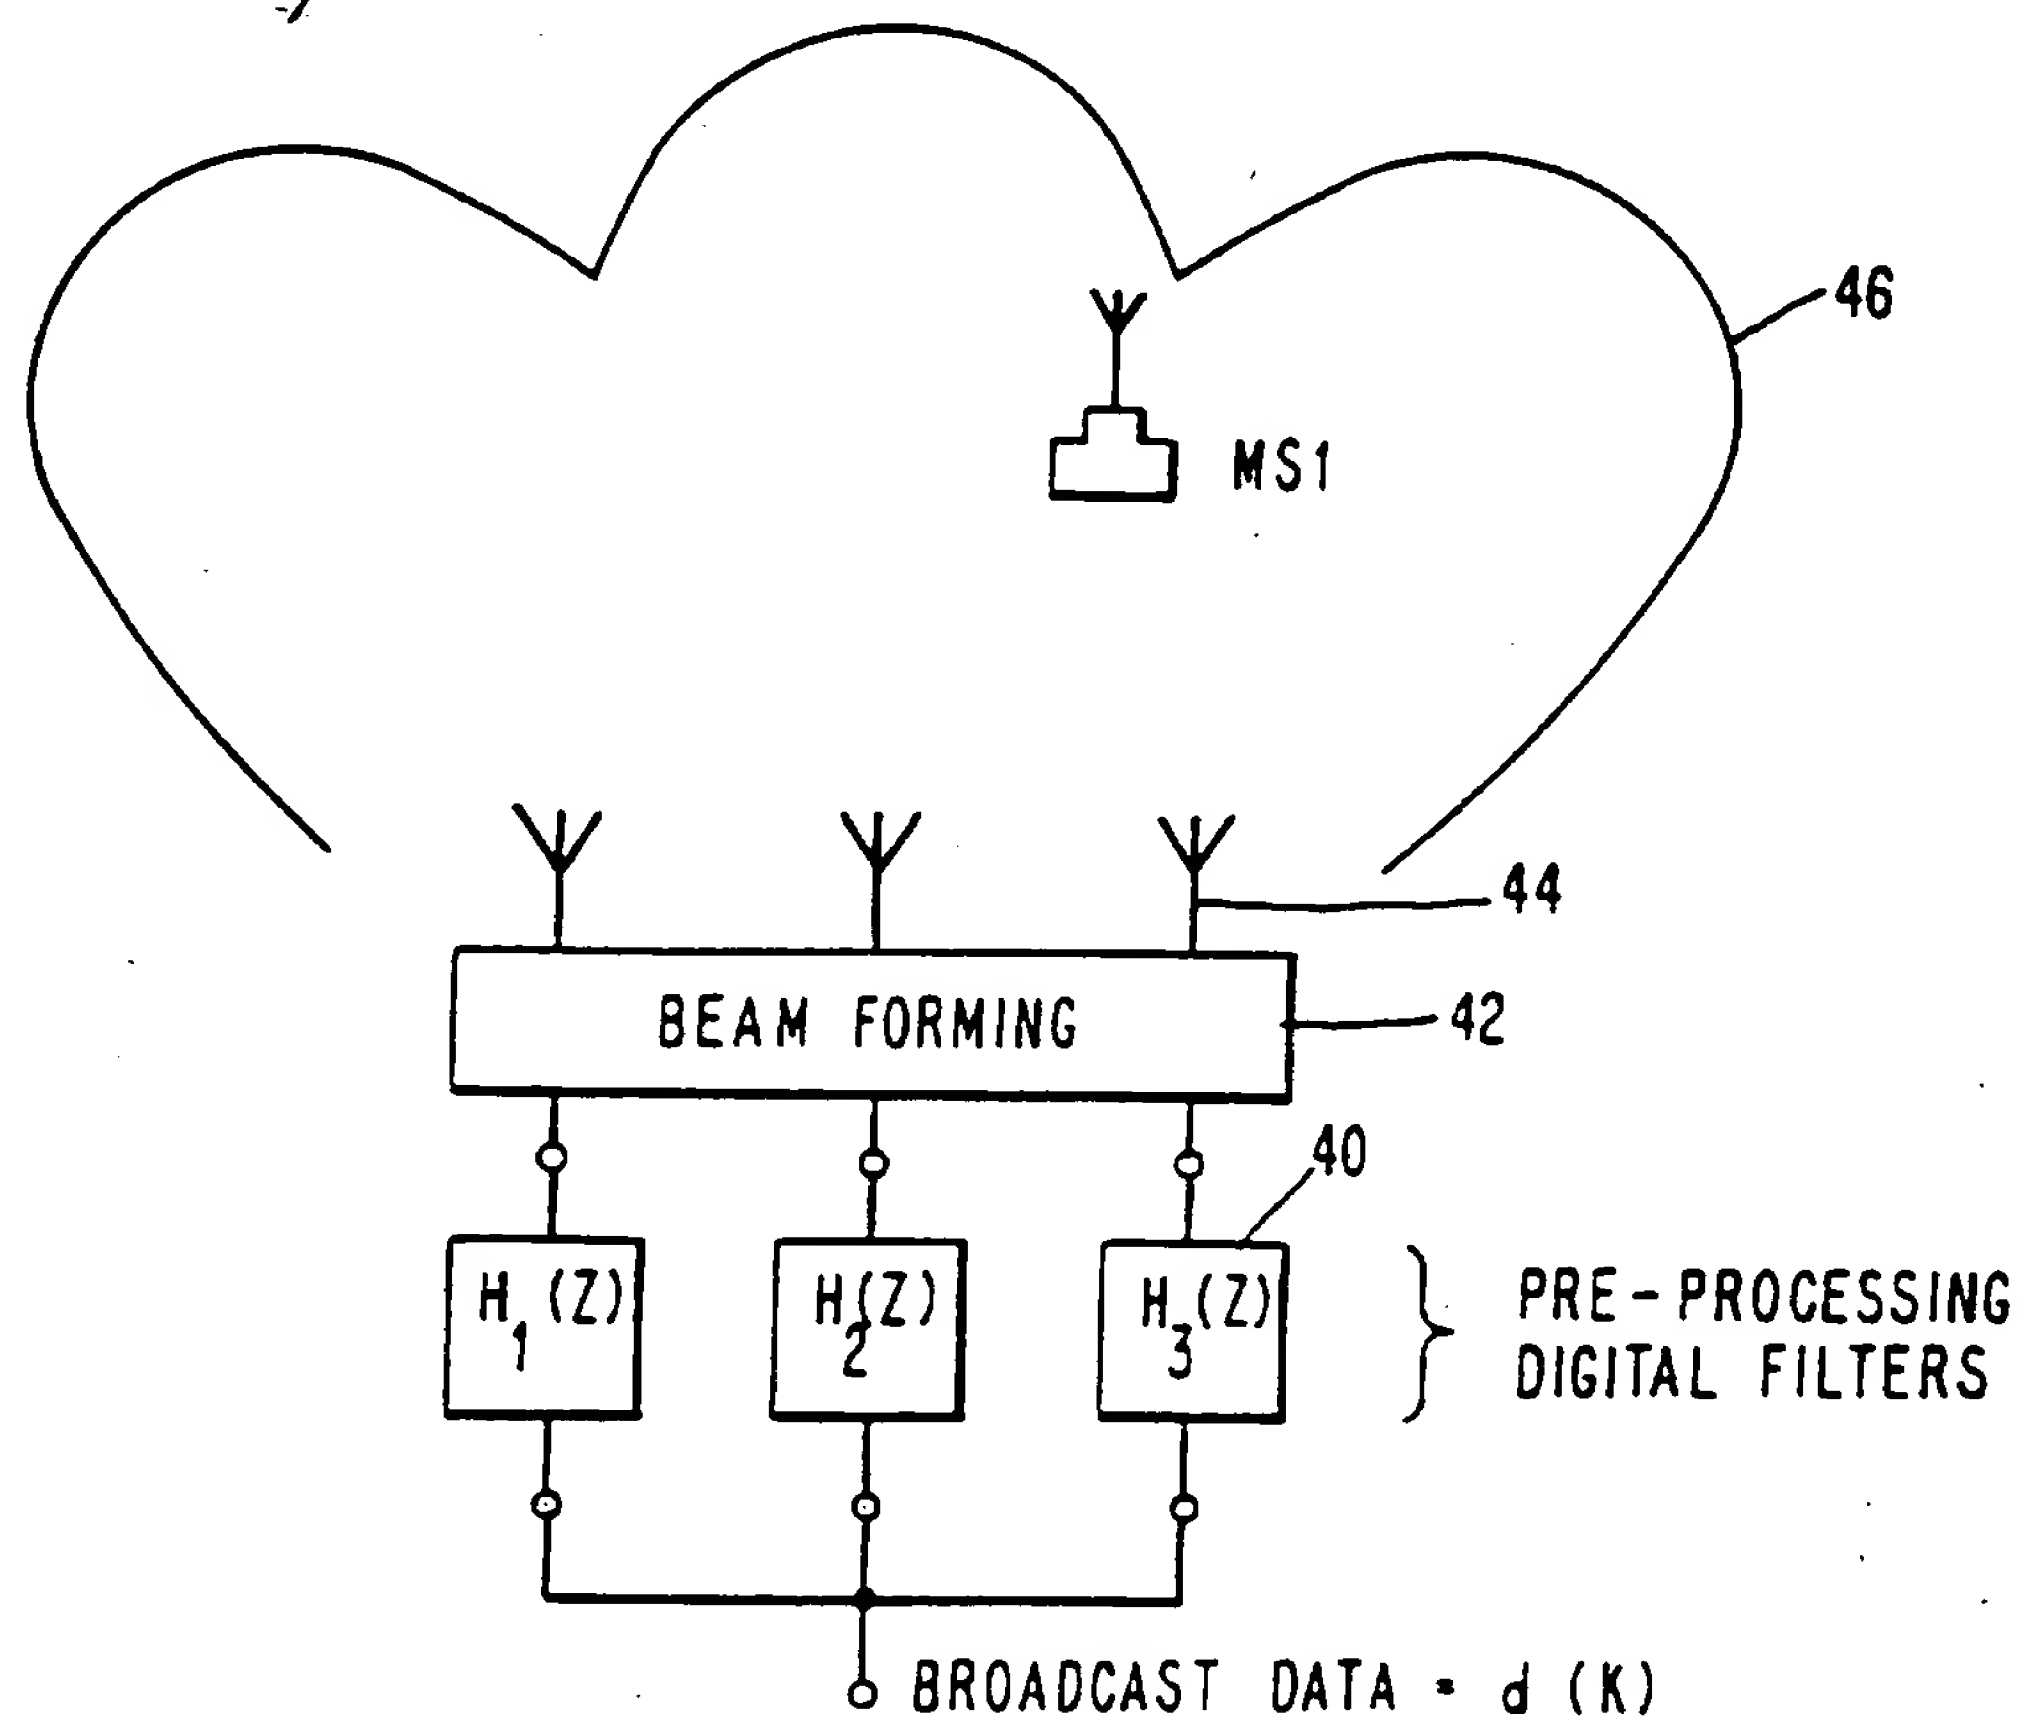 46
MS1
44
BEAM FORMING
42
40
H1(Z)
H2(Z)
H3(Z)
PRE-PROCESSING
DIGITAL FILTERS
BROADCAST DATA = d (K)